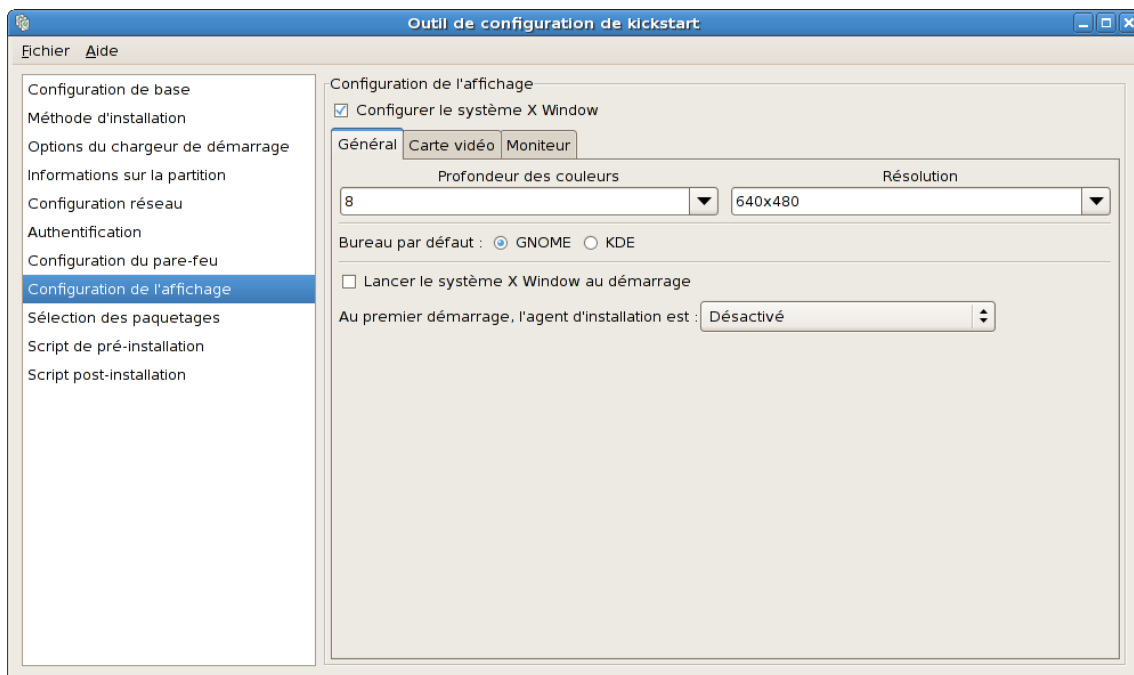 Outil de configuration de kickstart
Fichier Aide
Configuration de base
Méthode d'installation
Options du chargeur de démarrage
Informations sur la partition
Configuration réseau
Authentification
Configuration du pare-feu
Configuration de l'affichage
Sélection des paquetages
Script de pré-installation
Script post-installation
Configuration de l'affichage
Configurer le système X Window
Général Carte vidéo Moniteur
Profondeur des couleurs Résolution
8 640x480
Bureau par défaut : GNOME KDE
Lancer le système X Window au démarrage
Au premier démarrage, l'agent d'installation est : Désactivé